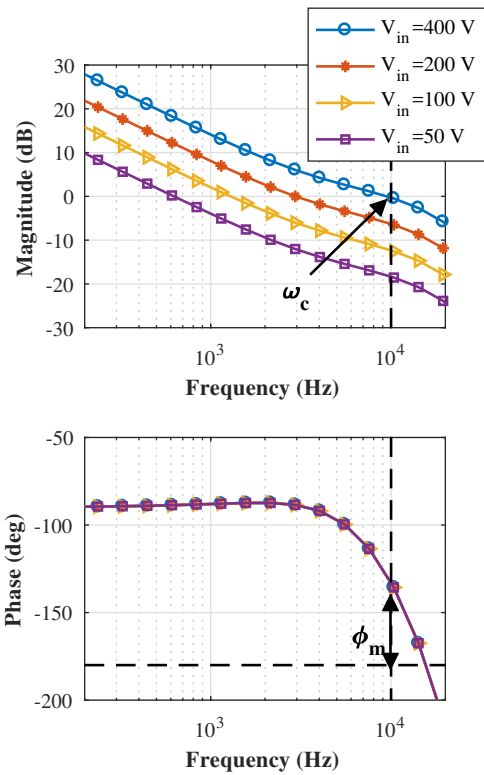 V_in=400 V
V_in=200 V
V_in=100 V
V_in=50 V
30
20
10
0
-10
-20
-30
Magnitude (dB)
ω_c
10^3
10^4
Frequency (Hz)
-50
-100
-150
-200
Phase (deg)
ϕ_m
10^3
10^4
Frequency (Hz)